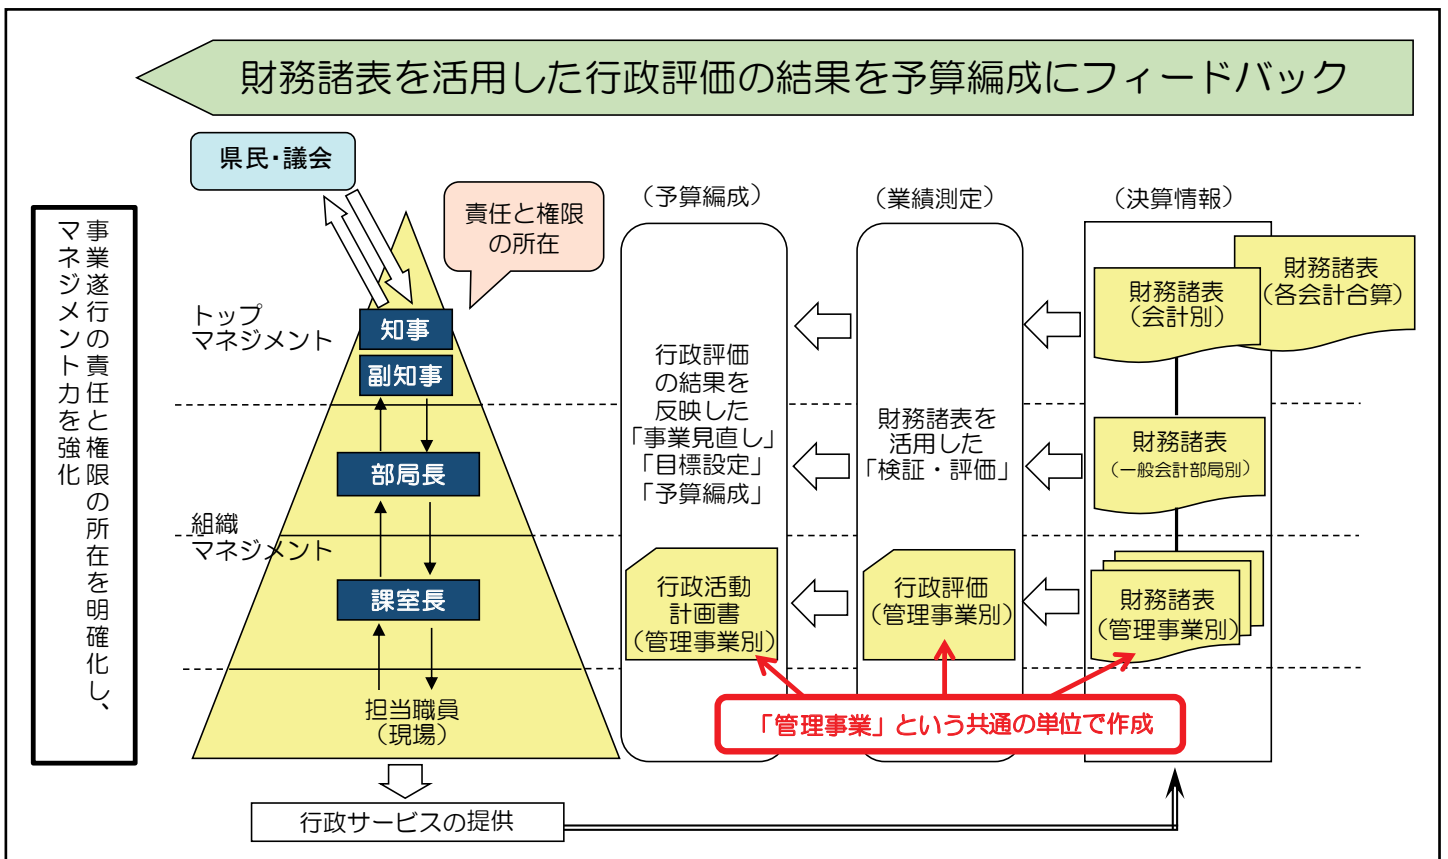 財務諸表を活用した行政評価の結果を予算編成にフィードバック
県民・議会
責任と権限
の所在
事業遂行の責任と権限の所在を明確化し、
マネジメント力を強化
トップ
マネジメント
組織
マネジメント
知事
副知事
部局長
課室長
担当職員
（現場）
行政サービスの提供
（予算編成）
行政評価
の結果を
反映した
「事業見直し」
「目標設定」
「予算編成」
行政活動
計画書
（管理事業別）
（業績測定）
財務諸表を
活用した
「検証・評価」
行政評価
（管理事業別）
（決算情報）
財務諸表
（各会計合算）
財務諸表
（会計別）
財務諸表
（一般会計部局別）
財務諸表
（管理事業別）
「管理事業」という共通の単位で作成